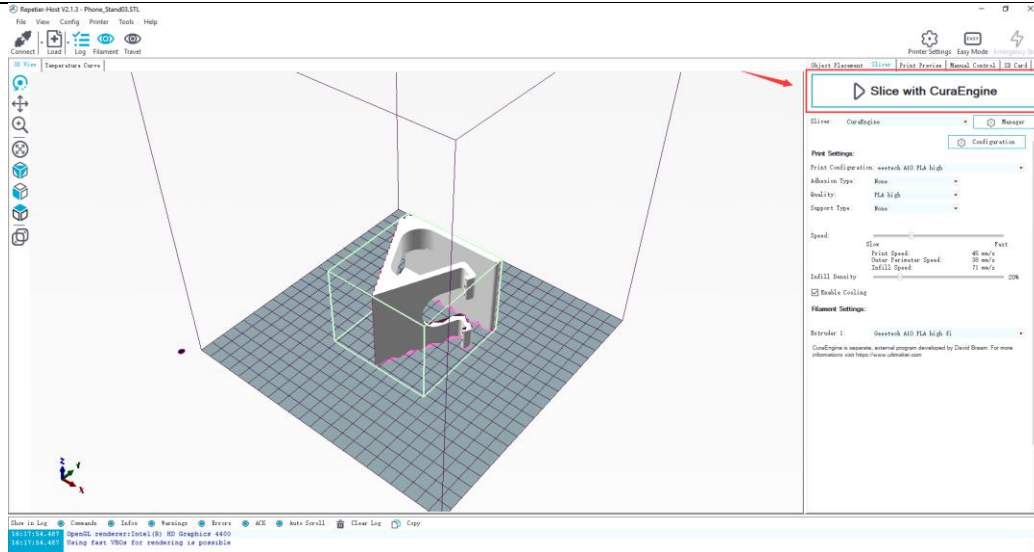 Repetier-Host V2.1.3 - Phone_Stand03.STL
File View Config Printer Tools Help
Connect Load Log Filament Travel
Printer Settings Easy Mode Emergency
3D View Temperature Curve
Object Placement Slicer Print Preview Manual Control SD Card
EASY
Slice with CuraEngine
Slicer: CuraEngine Manager
Configuration
Print Settings:
Print Configuration: geetech A10 PLA high
Adhesion Type: None
Quality: PLA high
Support Type: None
Speed:
Slow Fast
Print Speed: 45 mm/s
Outer Perimeter Speed: 30 mm/s
Infill Speed: 71 mm/s
Infill Density 20%
Enable Cooling
Filament Settings:
Extruder 1: Geeetech A10 PLA high fi
CuraEngine is separate, external program developed by David Braam. For more
informations visit https://www.ultimaker.com
Z
Y
X
Show in Log: Commands Infos Warnings Errors ACK Auto Scroll Clear Log Copy
16:17:54.487 OpenGL renderer:Intel(R) HD Graphics 4400
16:17:54.487 Using fast VBOs for rendering is possible